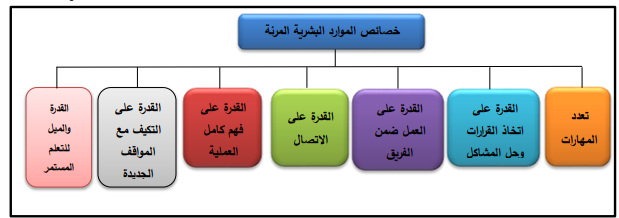 خصائص الموارد البشرية المرنة
تعدد
المهارات
القدرة على
اتخاذ القرارات
وحل المشاكل
القدرة على
العمل ضمن
الفريق
القدرة على
الاتصال
القدرة على
فهم كامل
العملية
القدرة على
التكيف مع
المواقف
الجديدة
القدرة
والميل
للتعلم
المستمر